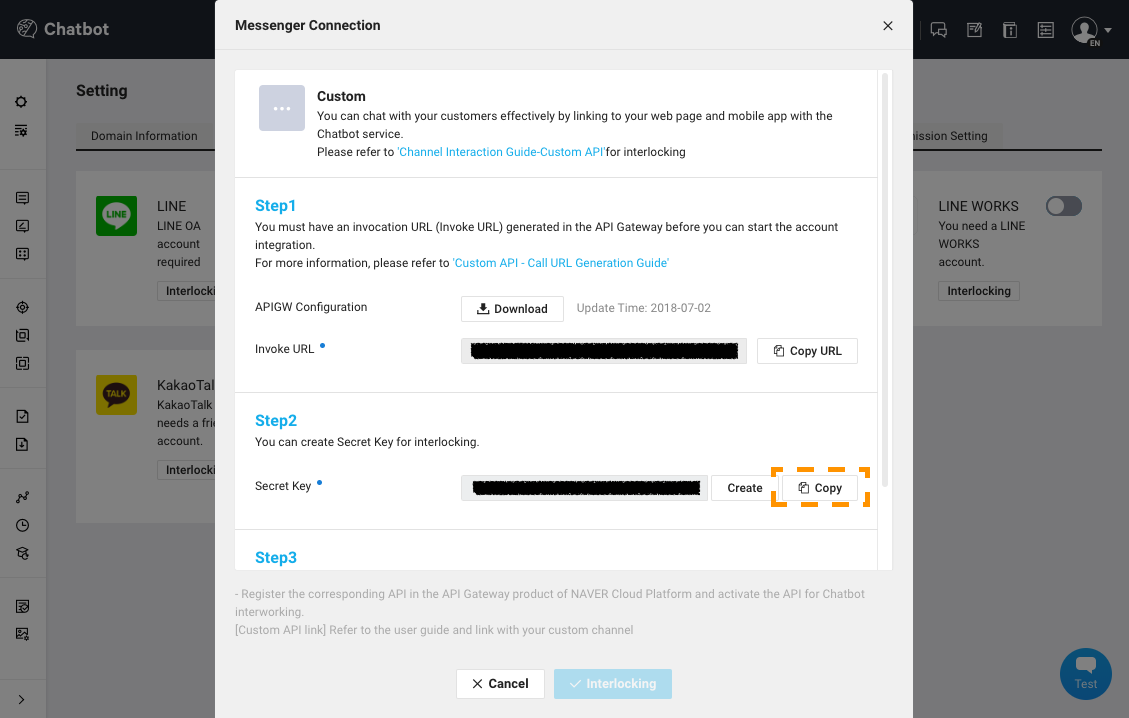 Chatbot
EN
Setting
Domain Information
ission Setting
LINE
LINE OA
account
required
Interlocki
KakaoTal
KakaoTalk
needs a frie
account.
Interlocki
LINE WORKS
You need a LINE
WORKS
account.
Interlocking
Messenger Connection
Custom
You can chat with your customers effectively by linking to your web page and mobile app with the
Chatbot service.
Please refer to 'Channel Interaction Guide-Custom API'for interlocking
Step1
You must have an invocation URL (Invoke URL) generated in the API Gateway before you can start the account
integration.
For more information, please refer to 'Custom API - Call URL Generation Guide'
APIGW Configuration
Download
Update Time: 2018-07-02
Invoke URL
Copy URL
Step2
You can create Secret Key for interlocking.
Secret Key
Create
Copy
Step3
- Register the corresponding API in the API Gateway product of NAVER Cloud Platform and activate the API for Chatbot
interworking.
[Custom API link] Refer to the user guide and link with your custom channel
Cancel
Interlocking
Test
LINE
TALK